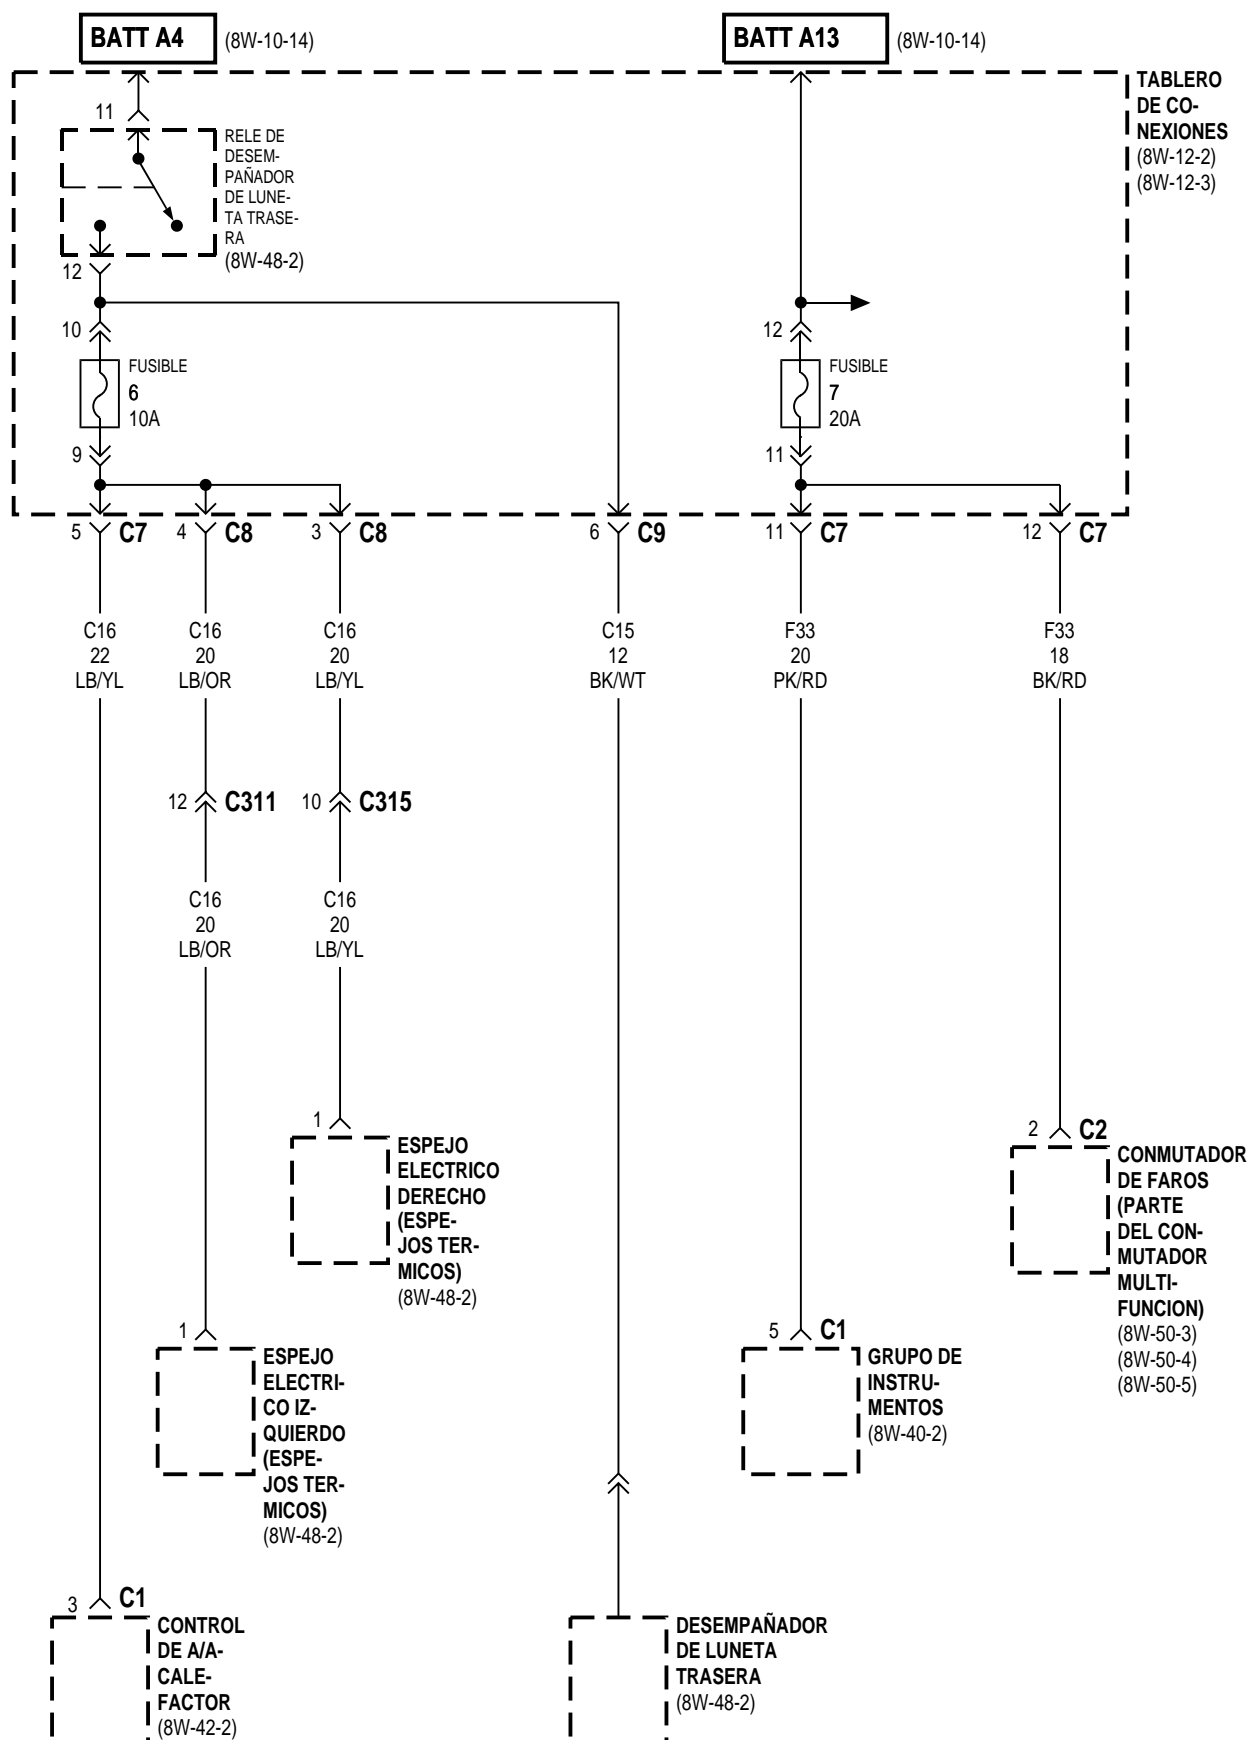 BATT A4 (8W-10-14)
BATT A13 (8W-10-14)
TABLERO
DE CO-
NEXIONES
(8W-12-2)
(8W-12-3)
11
RELE DE
DESEM-
PAÑADOR
DE LUNE-
TA TRASE-
RA
(8W-48-2)
12
10
FUSIBLE
6
10A
9
12
FUSIBLE
7
20A
11
5 C7 4 C8 3 C8 6 C9 11 C7 12 C7
C16 C16 C16 C15 F33 F33
22 20 20 12 20 18
LB/YL LB/OR LB/YL BK/WT PK/RD BK/RD
12 C311 10 C315
C16 C16
20 20
LB/OR LB/YL
1
ESPEJO
ELECTRICO
DERECHO
(ESPE-
JOS TER-
MICOS)
(8W-48-2)
2 C2
CONMUTADOR
DE FAROS
(PARTE
DEL CON-
MUTADOR
MULTI-
FUNCION)
(8W-50-3)
(8W-50-4)
(8W-50-5)
1
ESPEJO
ELECTRI-
CO IZ-
QUIERDO
(ESPE-
JOS TER-
MICOS)
(8W-48-2)
5 C1
GRUPO DE
INSTRU-
MENTOS
(8W-40-2)
3 C1
CONTROL
DE A/A-
CALE-
FACTOR
(8W-42-2)
DESEMPAÑADOR
DE LUNETA
TRASERA
(8W-48-2)